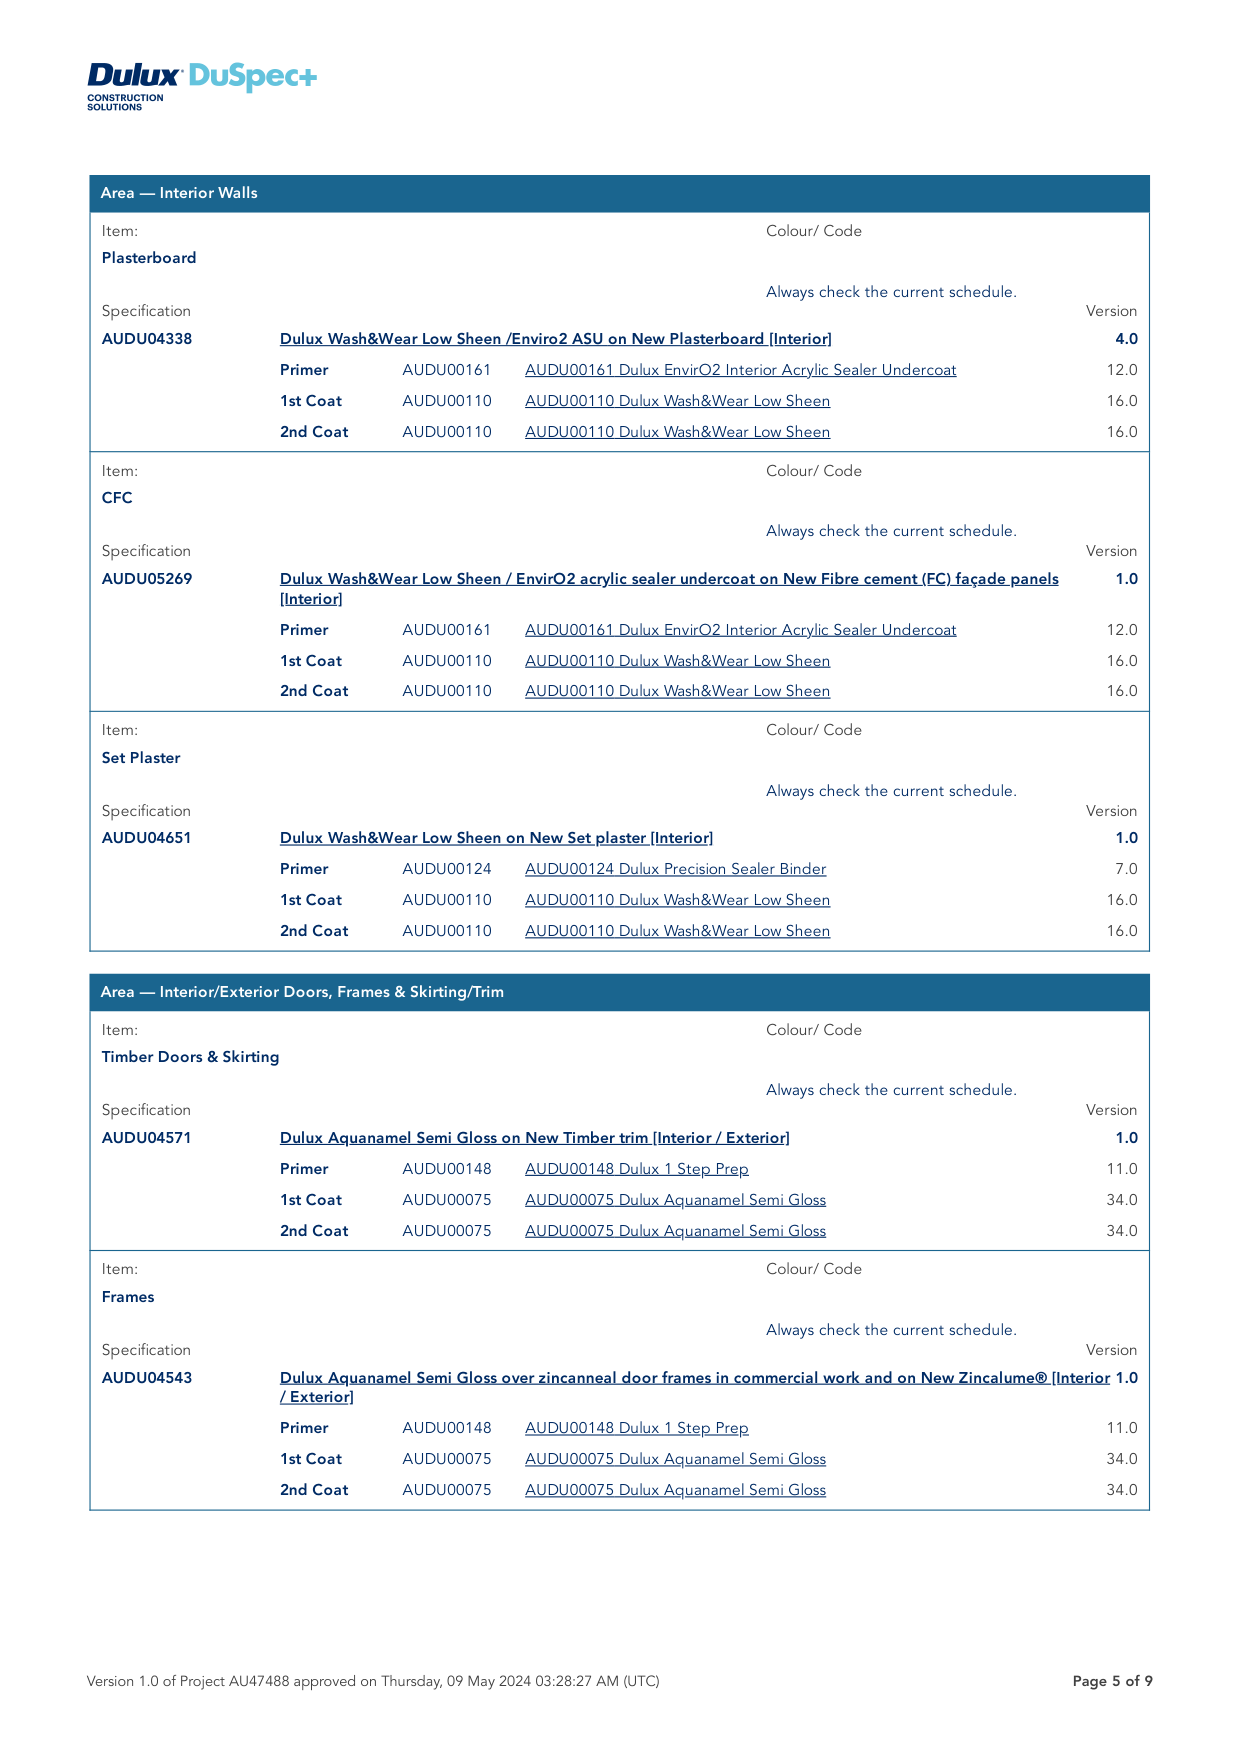 Dulux DuSpec+
CONSTRUCTION
SOLUTIONS
Area — Interior Walls
Item: Colour/ Code
Plasterboard
Always check the current schedule.
Specification Version
AUDU04338 Dulux Wash&Wear Low Sheen /Enviro2 ASU on New Plasterboard [Interior] 4.0
Primer AUDU00161 AUDU00161 Dulux EnvirO2 Interior Acrylic Sealer Undercoat 12.0
1st Coat AUDU00110 AUDU00110 Dulux Wash&Wear Low Sheen 16.0
2nd Coat AUDU00110 AUDU00110 Dulux Wash&Wear Low Sheen 16.0
Item: Colour/ Code
CFC
Always check the current schedule.
Specification Version
AUDU05269 Dulux Wash&Wear Low Sheen / EnvirO2 acrylic sealer undercoat on New Fibre cement (FC) façade panels 1.0
[Interior]
Primer AUDU00161 AUDU00161 Dulux EnvirO2 Interior Acrylic Sealer Undercoat 12.0
1st Coat AUDU00110 AUDU00110 Dulux Wash&Wear Low Sheen 16.0
2nd Coat AUDU00110 AUDU00110 Dulux Wash&Wear Low Sheen 16.0
Item: Colour/ Code
Set Plaster
Always check the current schedule.
Specification Version
AUDU04651 Dulux Wash&Wear Low Sheen on New Set plaster [Interior] 1.0
Primer AUDU00124 AUDU00124 Dulux Precision Sealer Binder 7.0
1st Coat AUDU00110 AUDU00110 Dulux Wash&Wear Low Sheen 16.0
2nd Coat AUDU00110 AUDU00110 Dulux Wash&Wear Low Sheen 16.0
Area — Interior/Exterior Doors, Frames & Skirting/Trim
Item: Colour/ Code
Timber Doors & Skirting
Always check the current schedule.
Specification Version
AUDU04571 Dulux Aquanamel Semi Gloss on New Timber trim [Interior / Exterior] 1.0
Primer AUDU00148 AUDU00148 Dulux 1 Step Prep 11.0
1st Coat AUDU00075 AUDU00075 Dulux Aquanamel Semi Gloss 34.0
2nd Coat AUDU00075 AUDU00075 Dulux Aquanamel Semi Gloss 34.0
Item: Colour/ Code
Frames
Always check the current schedule.
Specification Version
AUDU04543 Dulux Aquanamel Semi Gloss over zincanneal door frames in commercial work and on New Zincalume® [Interior 1.0
/ Exterior]
Primer AUDU00148 AUDU00148 Dulux 1 Step Prep 11.0
1st Coat AUDU00075 AUDU00075 Dulux Aquanamel Semi Gloss 34.0
2nd Coat AUDU00075 AUDU00075 Dulux Aquanamel Semi Gloss 34.0
Version 1.0 of Project AU47488 approved on Thursday, 09 May 2024 03:28:27 AM (UTC) Page 5 of 9